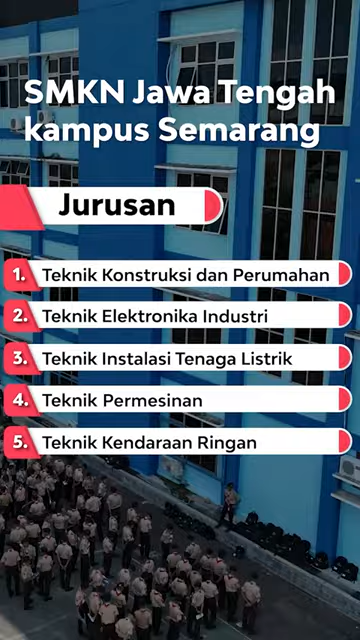 SMKN Jawa Tengah
kampus Semarang
Jurusan
1. Teknik Konstruksi dan Perumahan
2. Teknik Elektronika Industri
3. Teknik Instalasi Tenaga Listrik
4. Teknik Permesinan
5. Teknik Kendaraan Ringan